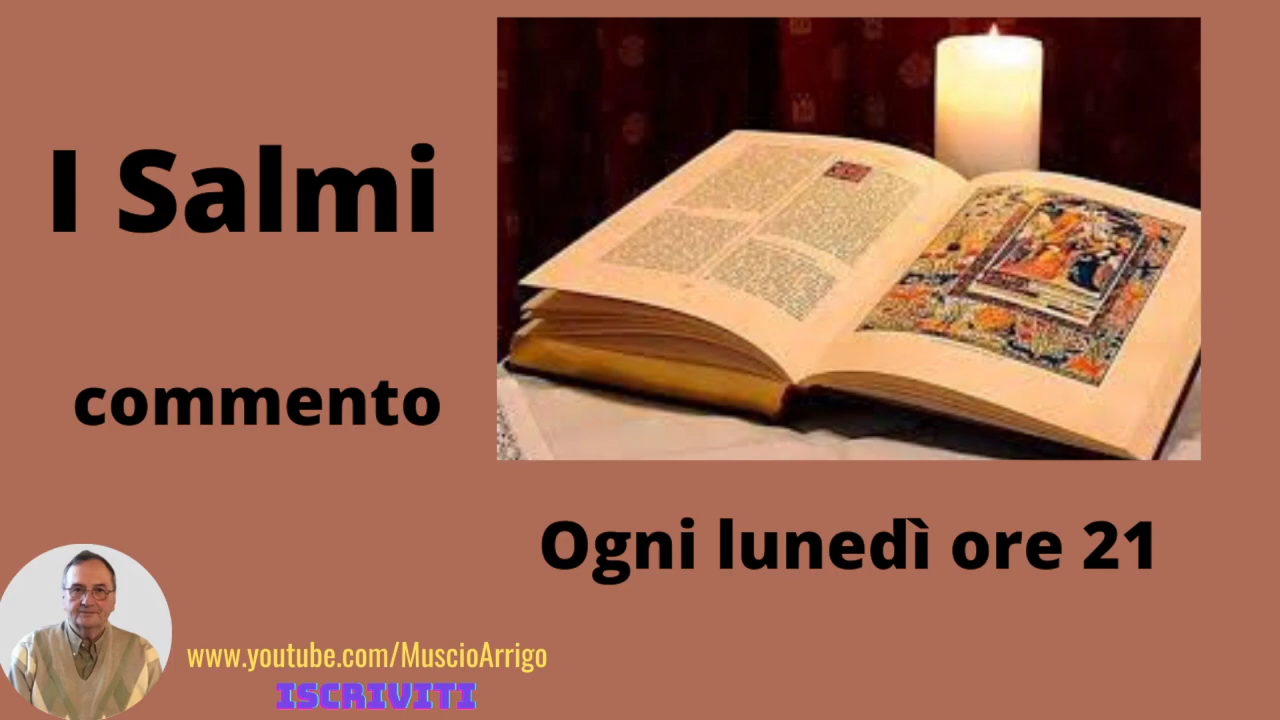 I Salmi
commento
Ogni lunedì ore 21
www.youtube.com/MuscioArrigo
ISCRIVITI